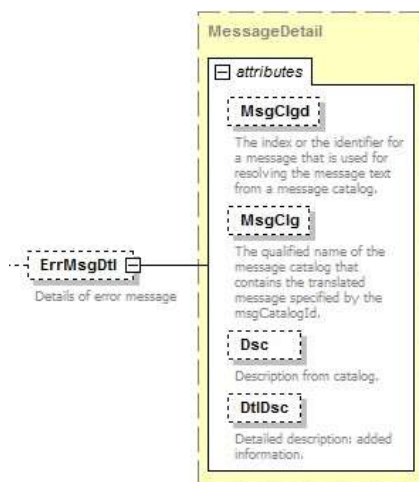 MessageDetail
attributes
MsgClgd
The index or the identifier for
a message that is used for
resolving the message text
from a message catalog.
MsgClg
The qualified name of the
message catalog that
contains the translated
message specified by the
msgCatalogId.
ErrMsgDtl
Details of error message
Dsc
Description from catalog.
DtlDsc
Detailed description: added
information.